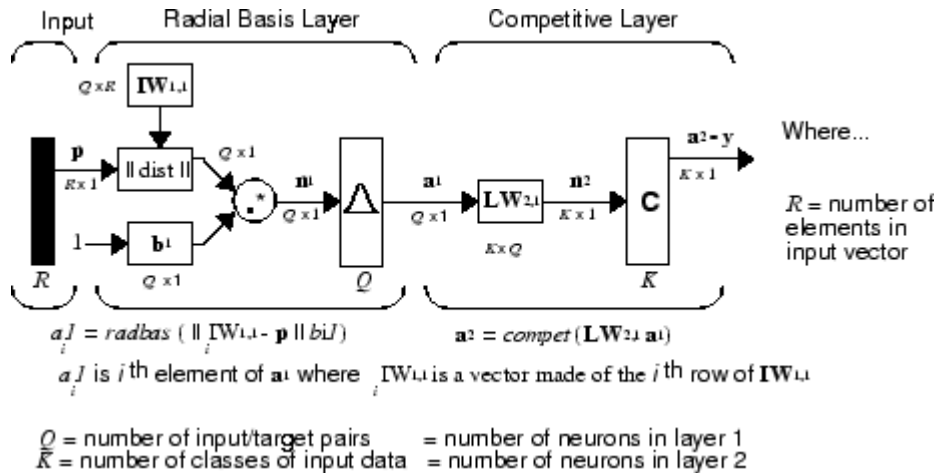 Input Radial Basis Layer Competitive Layer
Q x R IW1,1
p || dist || Q x 1 n1 a1 LW2,1 n2 C a2 = y Where...
R x 1 .* Q x 1 Q x 1 K x 1 K x 1
1 b1 K x Q R = number of
elements in
input vector
R Q x 1 Q K
ai1 = radbas ( || iIW1,1 - p || bi1) a2 = compet (LW2,1 a1)
ai1 is i th element of a1 where iIW1,1 is a vector made of the i th row of IW1,1
Q = number of input/target pairs = number of neurons in layer 1
K = number of classes of input data = number of neurons in layer 2